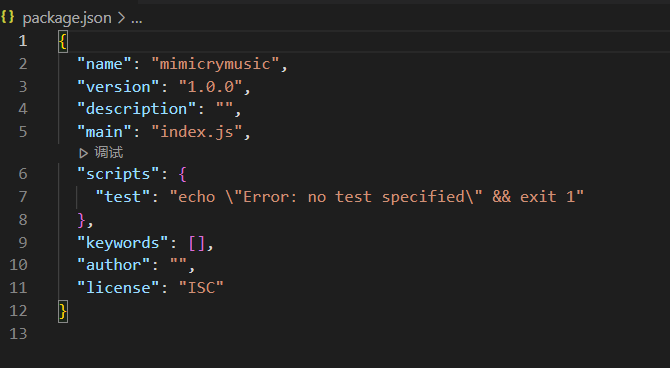 {} package.json > ...
1 {
2 "name": "mimicrymusic",
3 "version": "1.0.0",
4 "description": "",
5 "main": "index.js",
▷ 调试
6 "scripts": {
7 "test": "echo \"Error: no test specified\" && exit 1"
8 },
9 "keywords": [],
10 "author": "",
11 "license": "ISC"
12 }
13